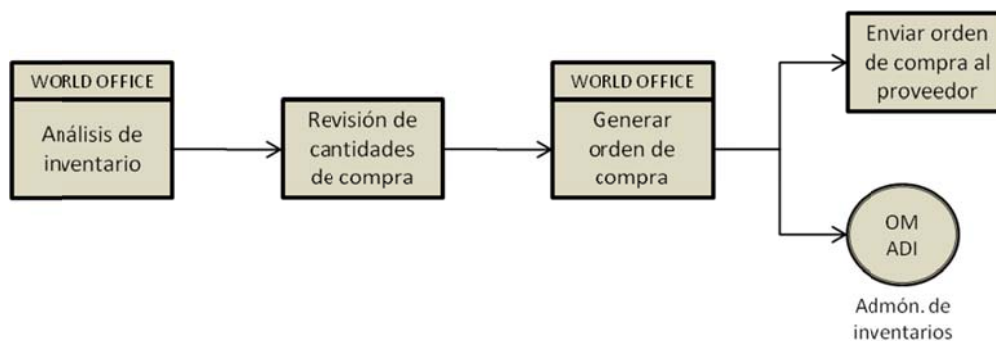 WORLD OFFICE
Análisis de
inventario
Revisión de
cantidades
de compra
WORLD OFFICE
Generar
orden de
compra
Enviar orden
de compra al
proveedor
OM
ADI
Admón. de
inventarios